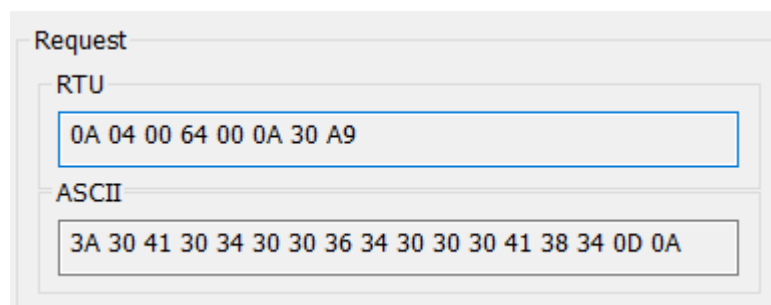 Request
RTU
0A 04 00 64 00 0A 30 A9
ASCII
3A 30 41 30 34 30 30 36 34 30 30 30 41 38 34 0D 0A